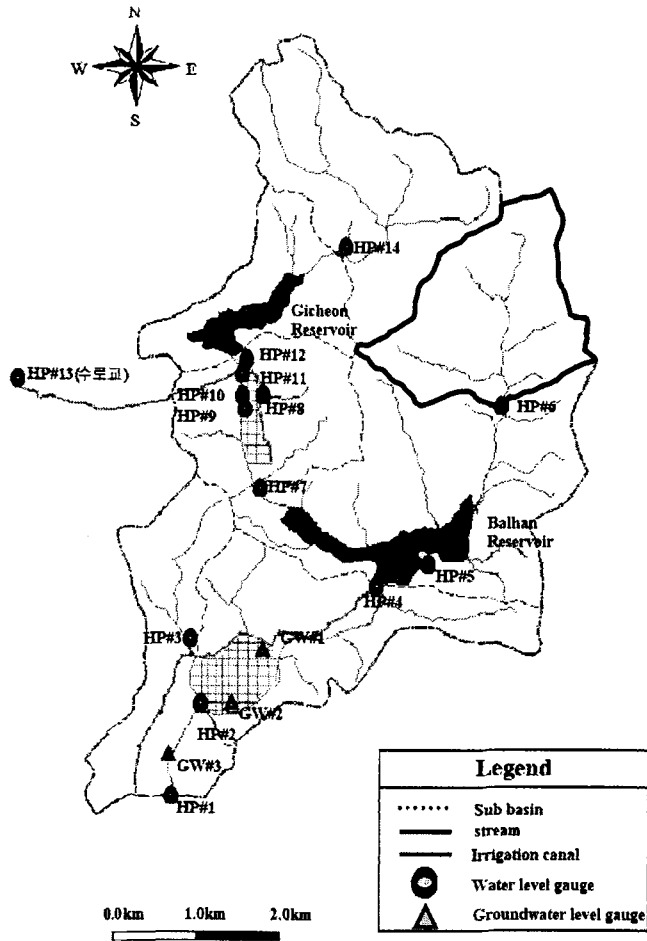 N
W E
S
HP#14
Gicheon
Reservoir
HP#12
HP#13(수로교)
HP#11
HP#10
HP#8
HP#9
HP#6
HP#7
Balhan
Reservoir
HP#5
HP#4
HP#3
GW#1
GW#2
HP#2
GW#3
HP#1
Legend
Sub basin
stream
Irrigation canal
Water level gauge
Groundwater level gauge
0.0km 1.0km 2.0km